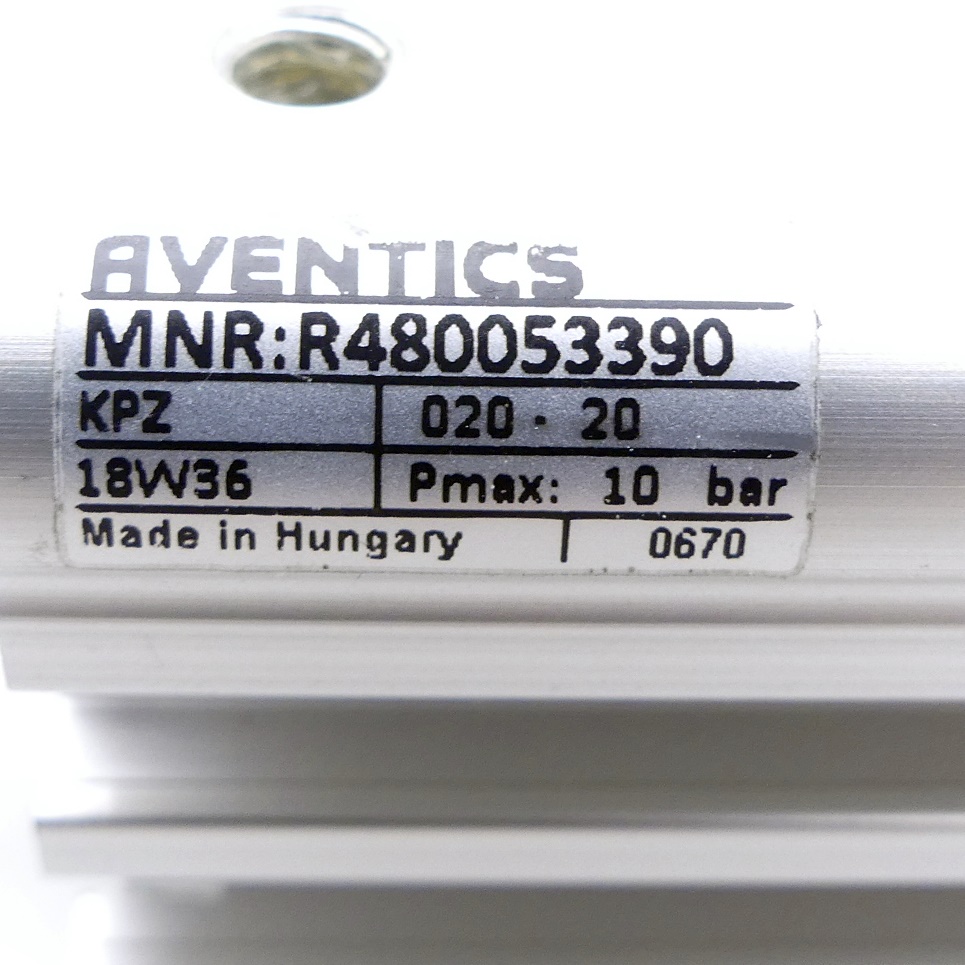 AVENTICS
MNR:R480053390
KPZ 020 · 20
18W36 Pmax: 10 bar
Made in Hungary 0670